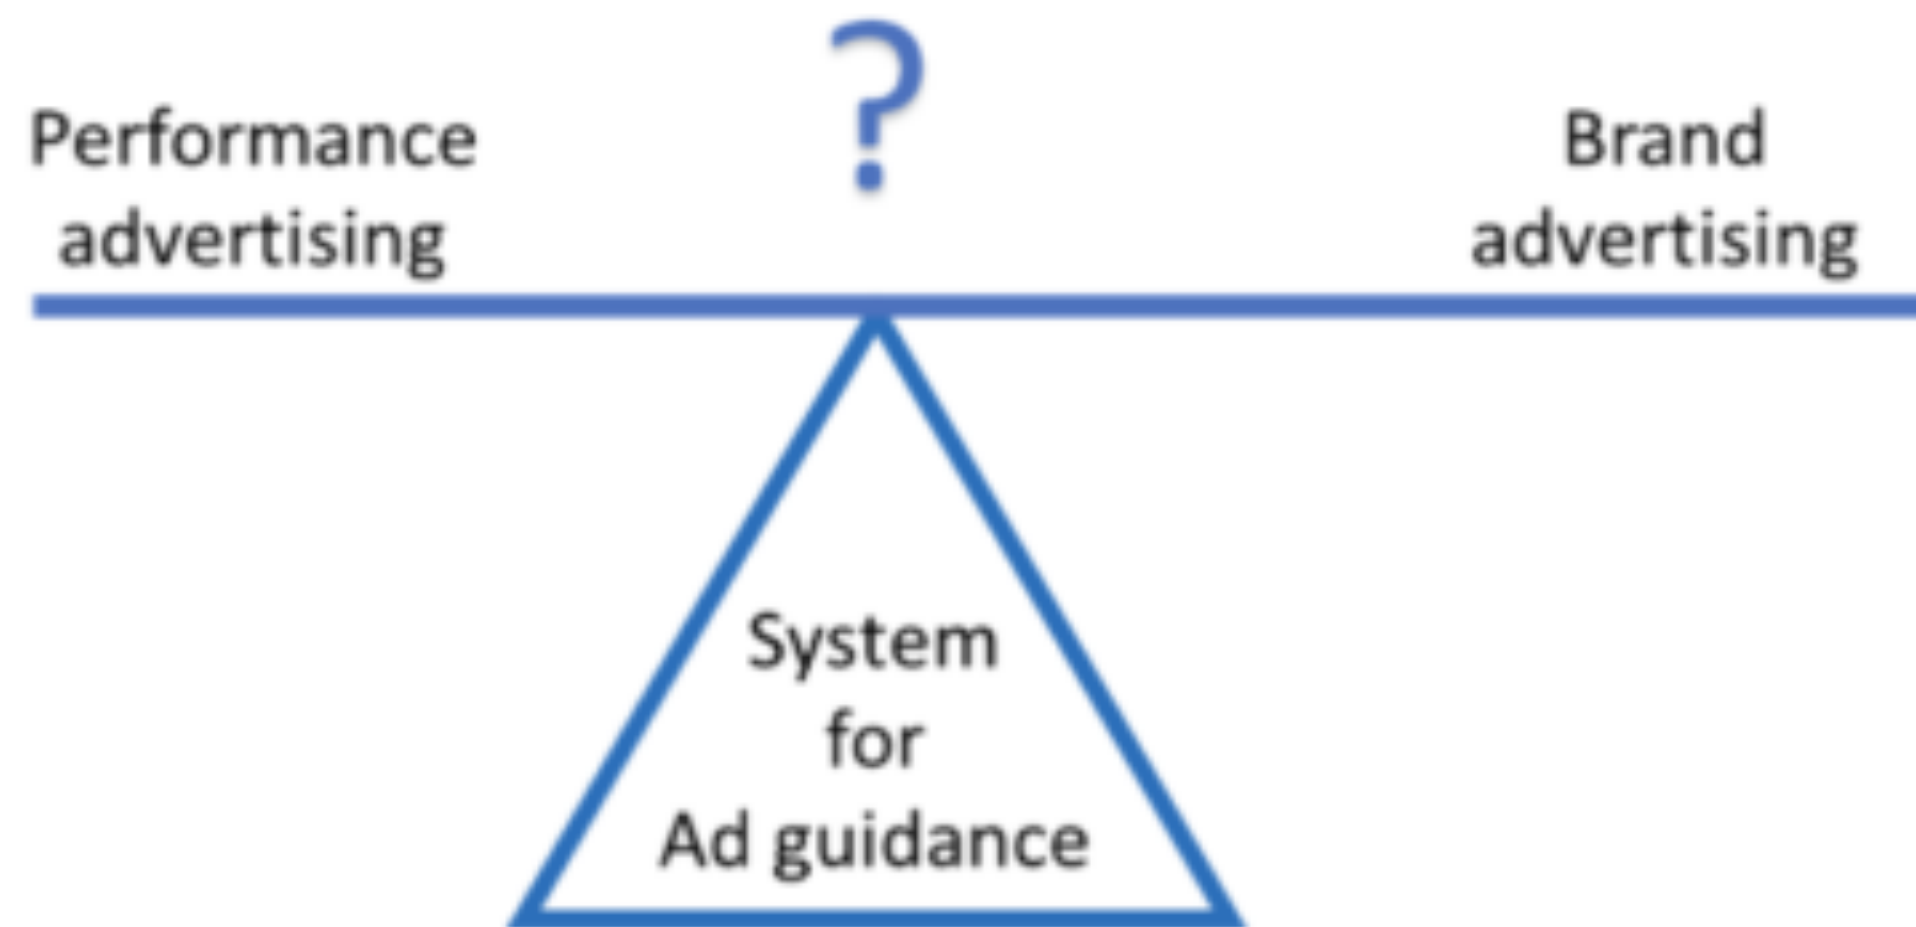 ?
Performance
advertising
Brand
advertising
System
for
Ad guidance